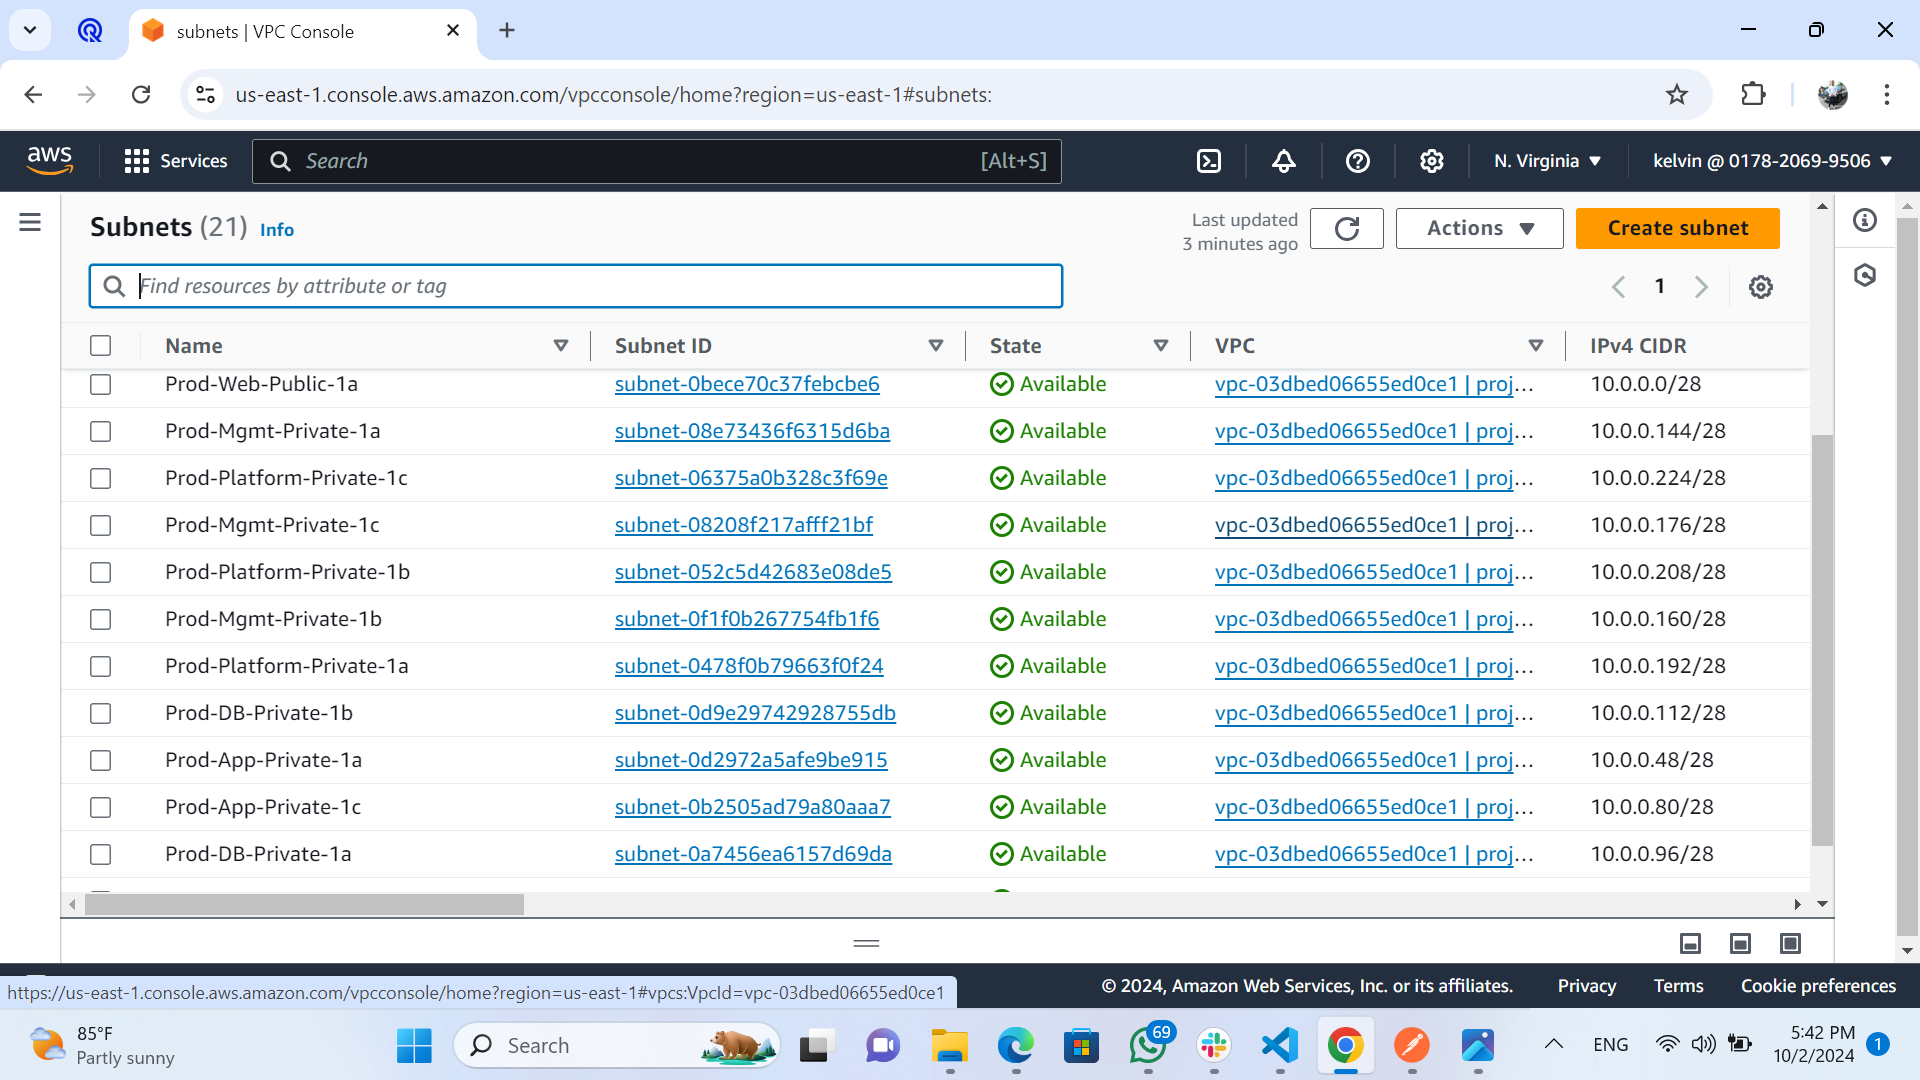 subnets | VPC Console
us-east-1.console.aws.amazon.com/vpcconsole/home?region=us-east-1#subnets:
aws Services Search [Alt+S] N. Virginia kelvin @ 0178-2069-9506
Subnets (21) Info Last updated 3 minutes ago Actions Create subnet
Find resources by attribute or tag 1
Name Subnet ID State VPC IPv4 CIDR
Prod-Web-Public-1a subnet-0bece70c37febcbe6 Available vpc-03dbed06655ed0ce1 | proj... 10.0.0.0/28
Prod-Mgmt-Private-1a subnet-08e73436f6315d6ba Available vpc-03dbed06655ed0ce1 | proj... 10.0.0.144/28
Prod-Platform-Private-1c subnet-06375a0b328c3f69e Available vpc-03dbed06655ed0ce1 | proj... 10.0.0.224/28
Prod-Mgmt-Private-1c subnet-08208f217afff21bf Available vpc-03dbed06655ed0ce1 | proj... 10.0.0.176/28
Prod-Platform-Private-1b subnet-052c5d42683e08de5 Available vpc-03dbed06655ed0ce1 | proj... 10.0.0.208/28
Prod-Mgmt-Private-1b subnet-0f1f0b267754fb1f6 Available vpc-03dbed06655ed0ce1 | proj... 10.0.0.160/28
Prod-Platform-Private-1a subnet-0478f0b79663f0f24 Available vpc-03dbed06655ed0ce1 | proj... 10.0.0.192/28
Prod-DB-Private-1b subnet-0d9e29742928755db Available vpc-03dbed06655ed0ce1 | proj... 10.0.0.112/28
Prod-App-Private-1a subnet-0d2972a5afe9be915 Available vpc-03dbed06655ed0ce1 | proj... 10.0.0.48/28
Prod-App-Private-1c subnet-0b2505ad79a80aaa7 Available vpc-03dbed06655ed0ce1 | proj... 10.0.0.80/28
Prod-DB-Private-1a subnet-0a7456ea6157d69da Available vpc-03dbed06655ed0ce1 | proj... 10.0.0.96/28
https://us-east-1.console.aws.amazon.com/vpcconsole/home?region=us-east-1#vpcs:VpcId=vpc-03dbed06655ed0ce1 © 2024, Amazon Web Services, Inc. or its affiliates. Privacy Terms Cookie preferences
85°F
Partly sunny
Search
69
ENG
5:42 PM
10/2/2024
1